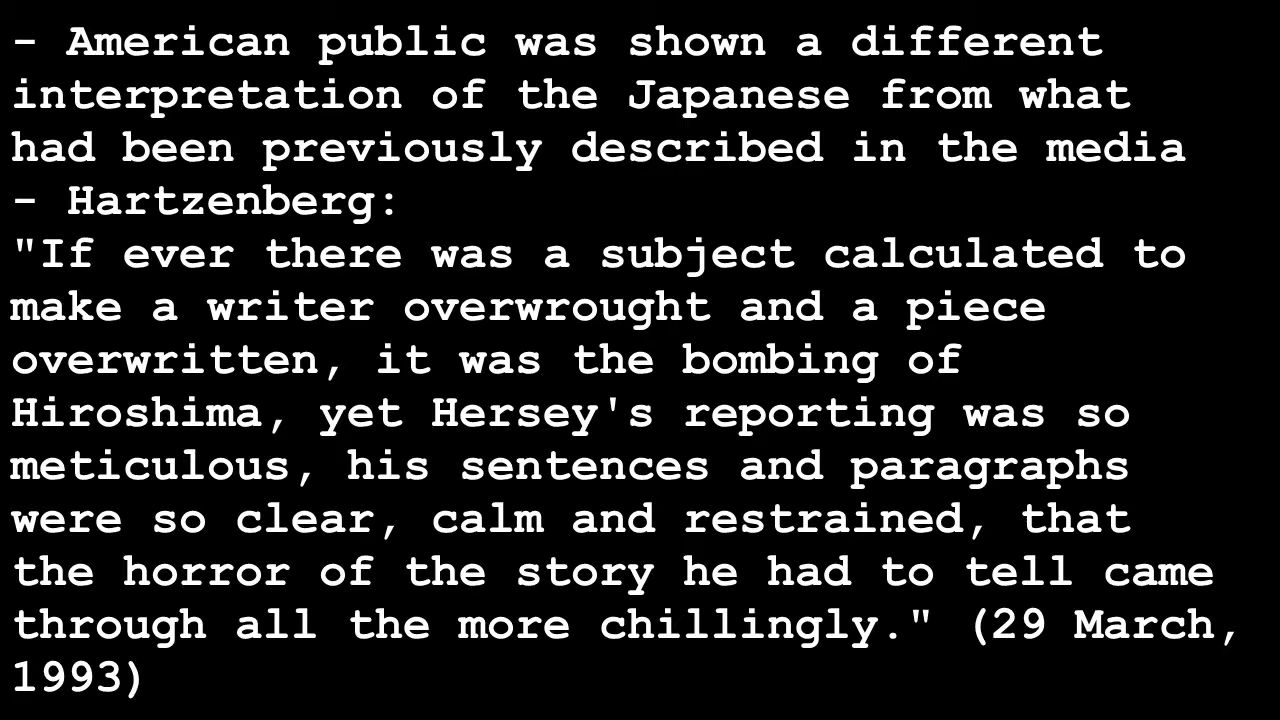 - American public was shown a different
interpretation of the Japanese from what
had been previously described in the media
- Hartzenberg:
"If ever there was a subject calculated to
make a writer overwrought and a piece
overwritten, it was the bombing of
Hiroshima, yet Hersey's reporting was so
meticulous, his sentences and paragraphs
were so clear, calm and restrained, that
the horror of the story he had to tell came
through all the more chillingly." (29 March,
1993)